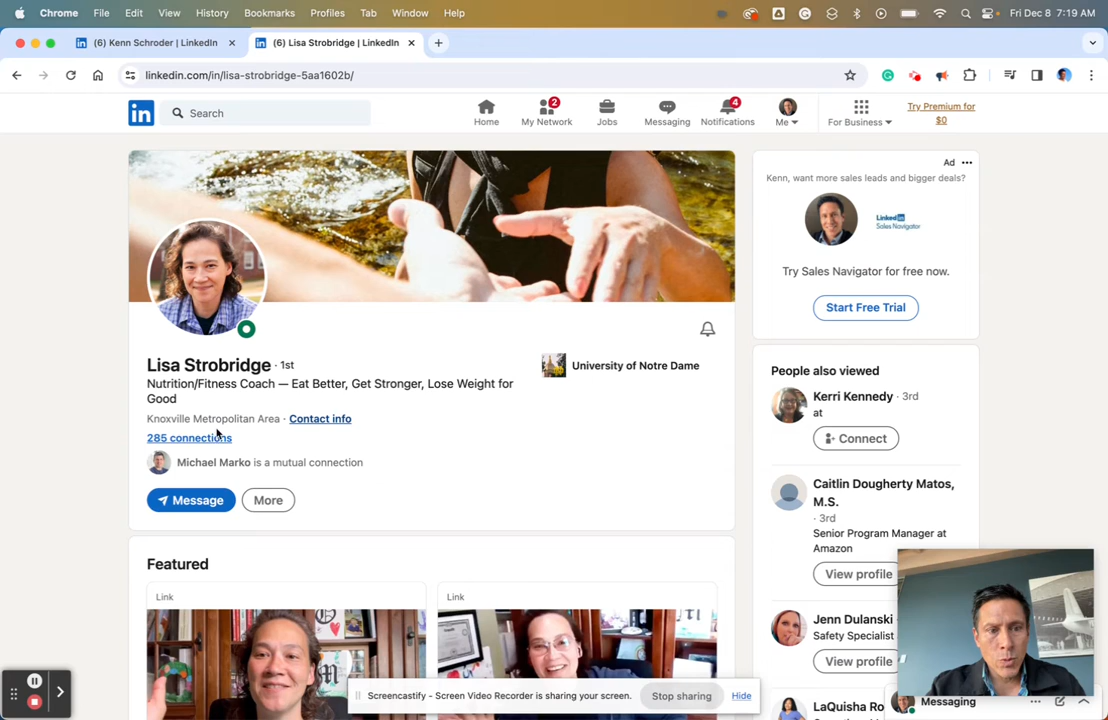 Chrome File Edit View History Bookmarks Profiles Tab Window Help
Fri Dec 8 7:19 AM
(6) Kenn Schroder | LinkedIn
(6) Lisa Strobridge | LinkedIn
linkedin.com/in/lisa-strobridge-5aa1602b/
in
Search
Home
2
My Network
Jobs
Messaging
4
Notifications
Me
For Business
Try Premium for
$0
Lisa Strobridge · 1st
Nutrition/Fitness Coach — Eat Better, Get Stronger, Lose Weight for
Good
Knoxville Metropolitan Area · Contact info
285 connections
Michael Marko is a mutual connection
Message
More
University of Notre Dame
Featured
Link
Link
Ad
Kenn, want more sales leads and bigger deals?
Linked in
Sales Navigator
Try Sales Navigator for free now.
Start Free Trial
People also viewed
Kerri Kennedy · 3rd
at
Connect
Caitlin Dougherty Matos,
M.S.
· 3rd
Senior Program Manager at
Amazon
View profile
Jenn Dulanski
Safety Specialist
View profile
LaQuisha Ro
Messaging
Screencastify - Screen Video Recorder is sharing your screen.
Stop sharing
Hide